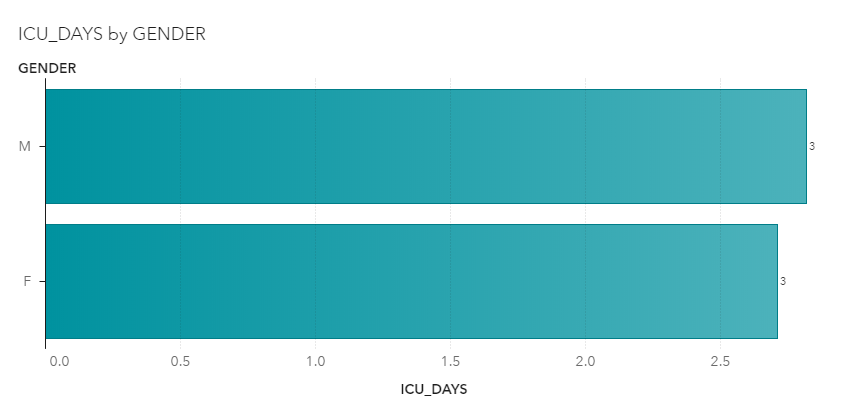 ICU_DAYS by GENDER
GENDER
M
3
F
3
0.0 0.5 1.0 1.5 2.0 2.5
ICU_DAYS